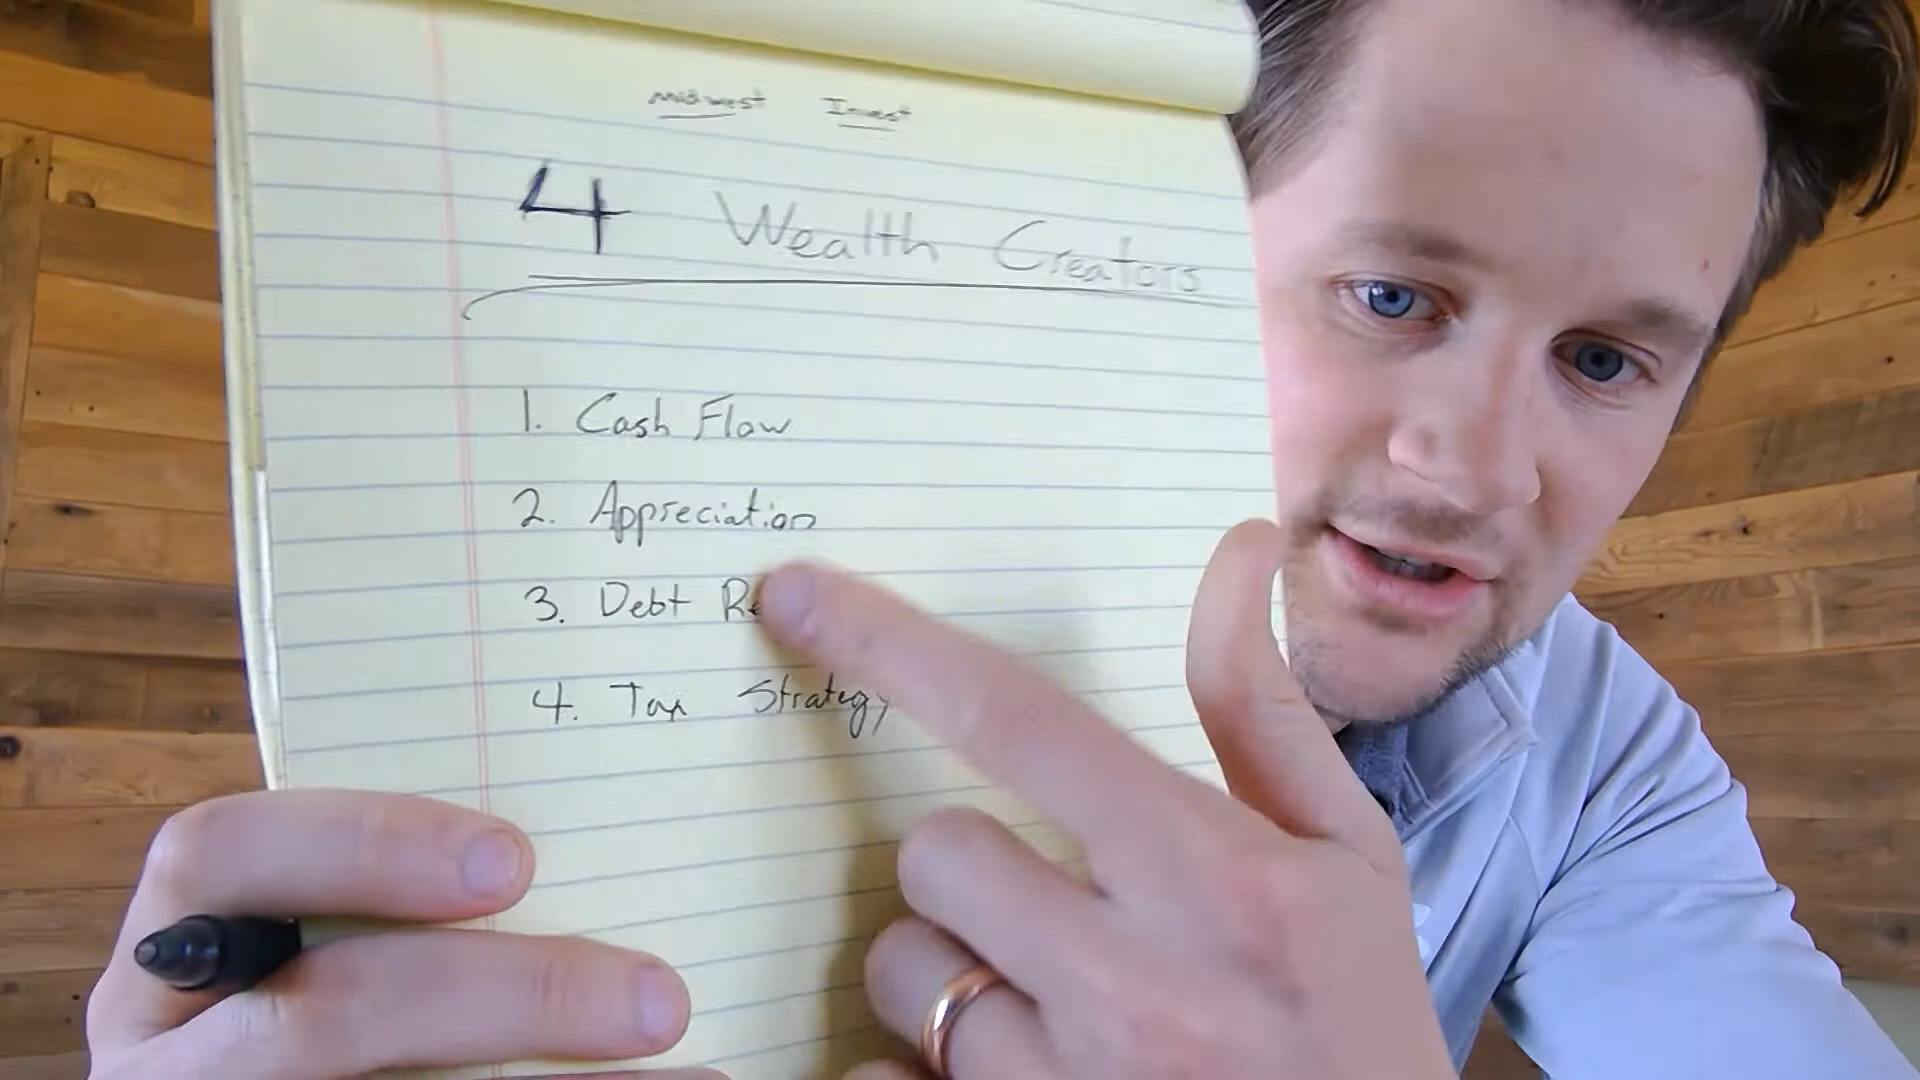 Midwest Invest
4 Wealth Creators
1. Cash Flow
2. Appreciation
3. Debt Re
4. Tax Strategy